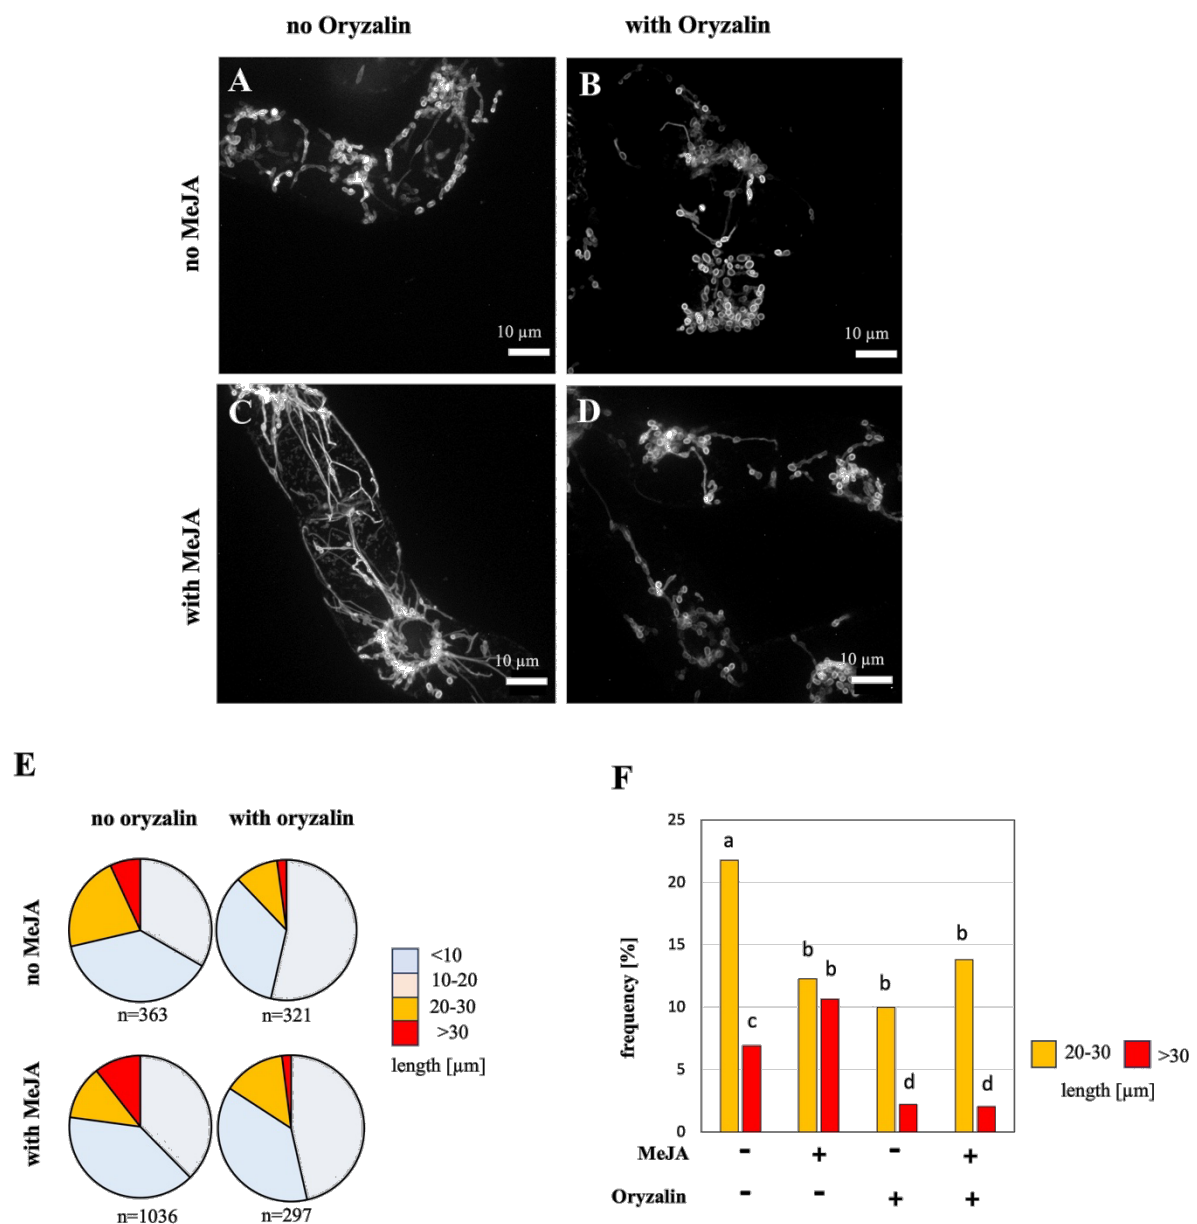 no Oryzalin
with Oryzalin
no MeJA
A
10 µm
B
10 µm
with MeJA
C
10 µm
D
10 µm
E
no oryzalin
with oryzalin
no MeJA
n=363
n=321
<10
10-20
20-30
>30
length [µm]
with MeJA
n=1036
n=297
F
frequency [%]
25
20
15
10
5
0
a
c
b
b
b
d
b
d
20-30
>30
length [µm]
MeJA - + - +
Oryzalin - - + +